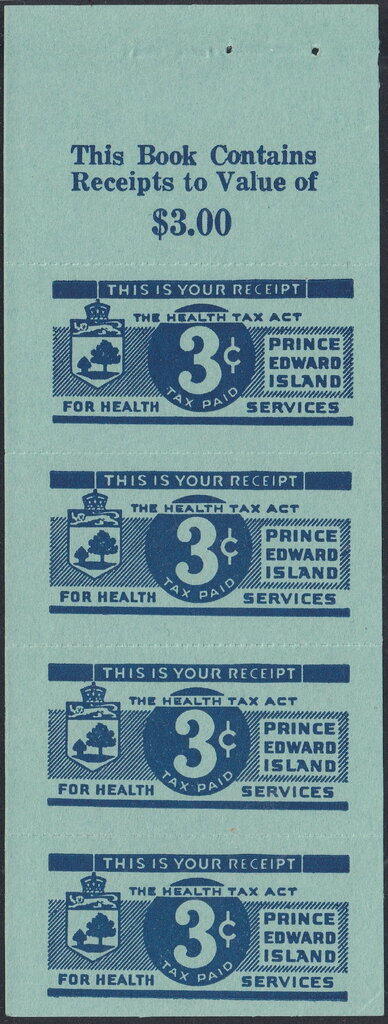 This Book Contains
Receipts to Value of
$3.00
THIS IS YOUR RECEIPT
THE HEALTH TAX ACT
3¢
TAX PAID
PRINCE
EDWARD
ISLAND
FOR HEALTH SERVICES
THIS IS YOUR RECEIPT
THE HEALTH TAX ACT
3¢
TAX PAID
PRINCE
EDWARD
ISLAND
FOR HEALTH SERVICES
THIS IS YOUR RECEIPT
THE HEALTH TAX ACT
3¢
TAX PAID
PRINCE
EDWARD
ISLAND
FOR HEALTH SERVICES
THIS IS YOUR RECEIPT
THE HEALTH TAX ACT
3¢
TAX PAID
PRINCE
EDWARD
ISLAND
FOR HEALTH SERVICES